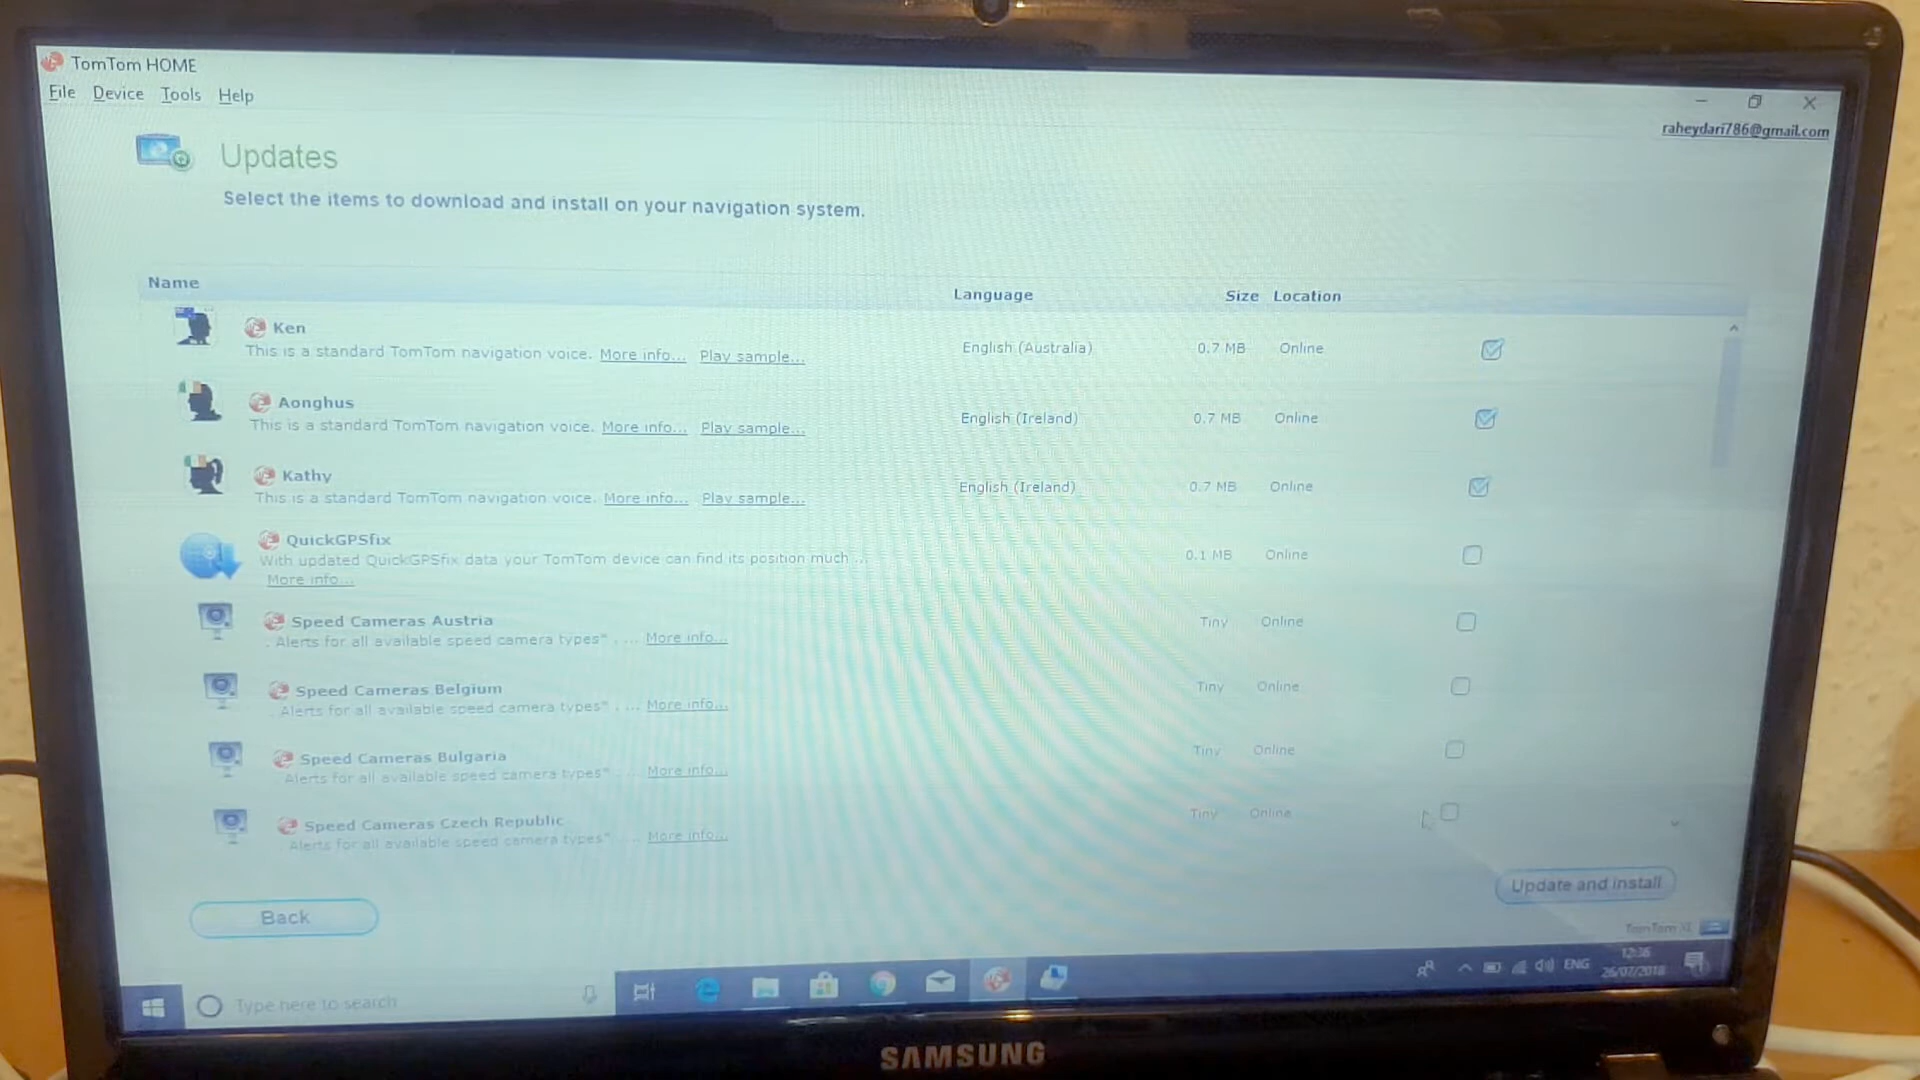 TomTom HOME
File Device Tools Help
raheydari786@gmail.com
Updates
Select the items to download and install on your navigation system.
Name Language Size Location
Ken
This is a standard TomTom navigation voice. More info... Play sample... English (Australia) 0.7 MB Online
Aonghus
This is a standard TomTom navigation voice. More info... Play sample... English (Ireland) 0.7 MB Online
Kathy
This is a standard TomTom navigation voice. More info... Play sample... English (Ireland) 0.7 MB Online
QuickGPSfix
With updated QuickGPSfix data your TomTom device can find its position much ... 0.1 MB Online
More info...
Speed Cameras Austria Tiny Online
Alerts for all available speed camera types* . ... More info...
Speed Cameras Belgium Tiny Online
Alerts for all available speed camera types* . ... More info...
Speed Cameras Bulgaria Tiny Online
Alerts for all available speed camera types* . ... More info...
Speed Cameras Czech Republic Tiny Online
Alerts for all available speed camera types* . ... More info...
Update and install
Back
TomTom XL
Type here to search
ENG
12:36
26/07/2018
SAMSUNG